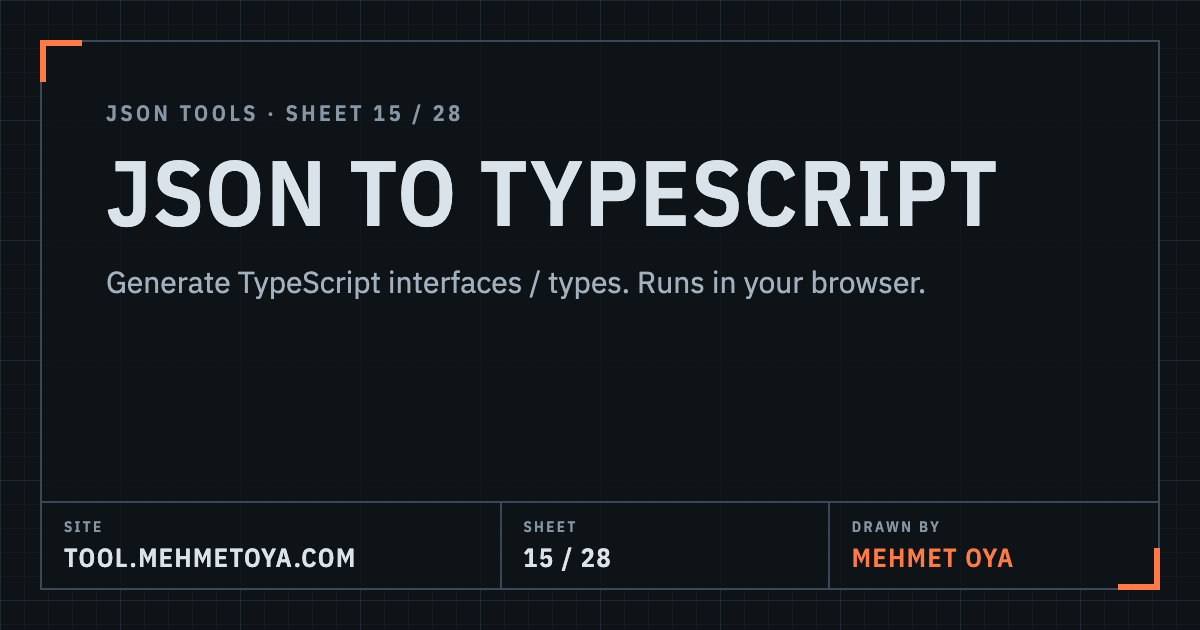 JSON TOOLS · SHEET 15 / 28
JSON TO TYPESCRIPT
Generate TypeScript interfaces / types. Runs in your browser.
SITE
TOOL.MEHMETOYA.COM
SHEET
15 / 28
DRAWN BY
MEHMET OYA